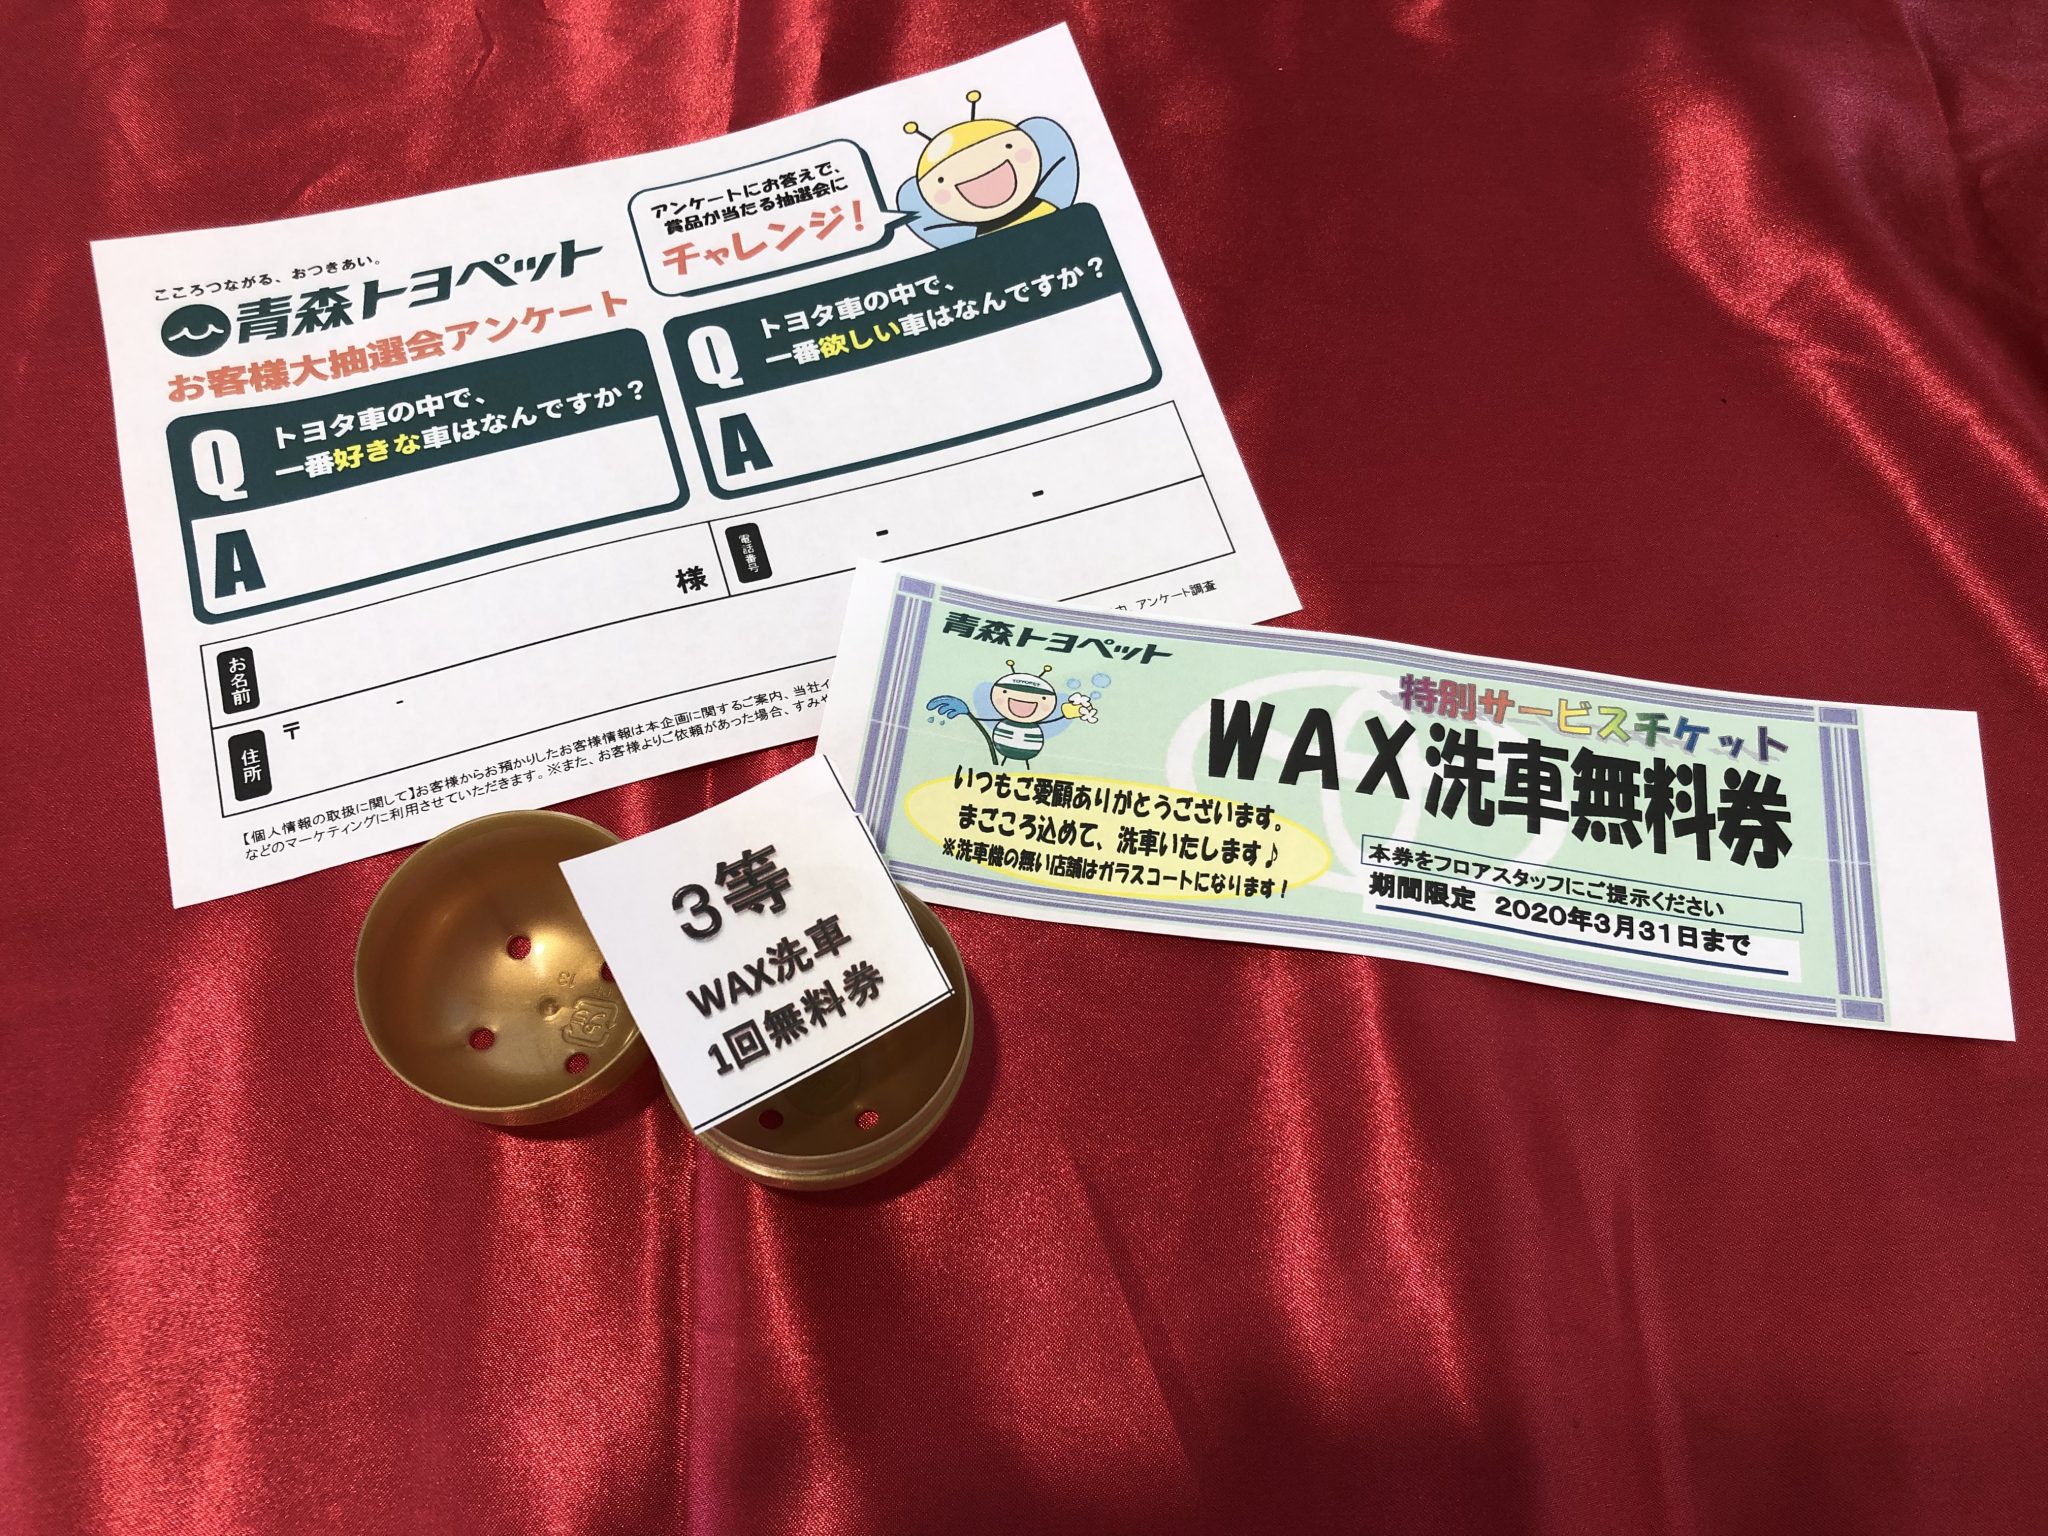 こころつながる、おつきあい。
青森トヨペット
お客様大抽選会アンケート
アンケートにお答えで、
賞品が当たる抽選会に
チャレンジ!
Q トヨタ車の中で、
一番好きな車はなんですか?
A
Q トヨタ車の中で、
一番欲しい車はなんですか?
A
お名前 様
電話番号 - -
住所 〒 -
【個人情報の取扱に関して】お客様からお預かりしたお客様情報は本企画に関するご案内、当社イ
アンケート調査
などのマーケティングに利用させていただきます。※また、お客様よりご依頼があった場合、すみや
青森トヨペット
TOYOPET
特別サービスチケット
WAX洗車無料券
いつもご愛顧ありがとうございます。
まごころ込めて、洗車いたします♪
※洗車機の無い店舗はガラスコートになります!
本券をフロアスタッフにご提示ください
期間限定 2020年3月31日まで
3等
WAX洗車
1回無料券
13